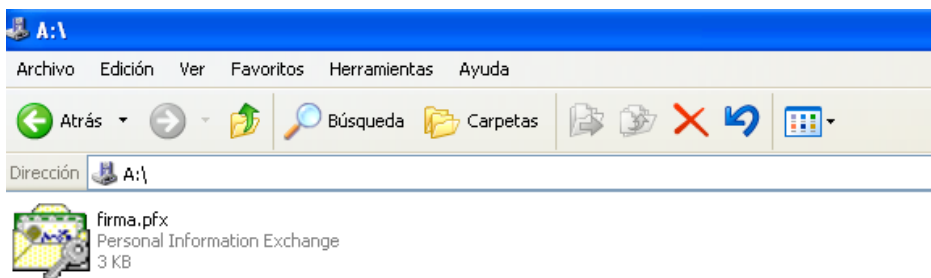 A:\
Archivo Edición Ver Favoritos Herramientas Ayuda
Atrás Búsqueda Carpetas
Dirección A:\
firma.pfx
Personal Information Exchange
3 KB